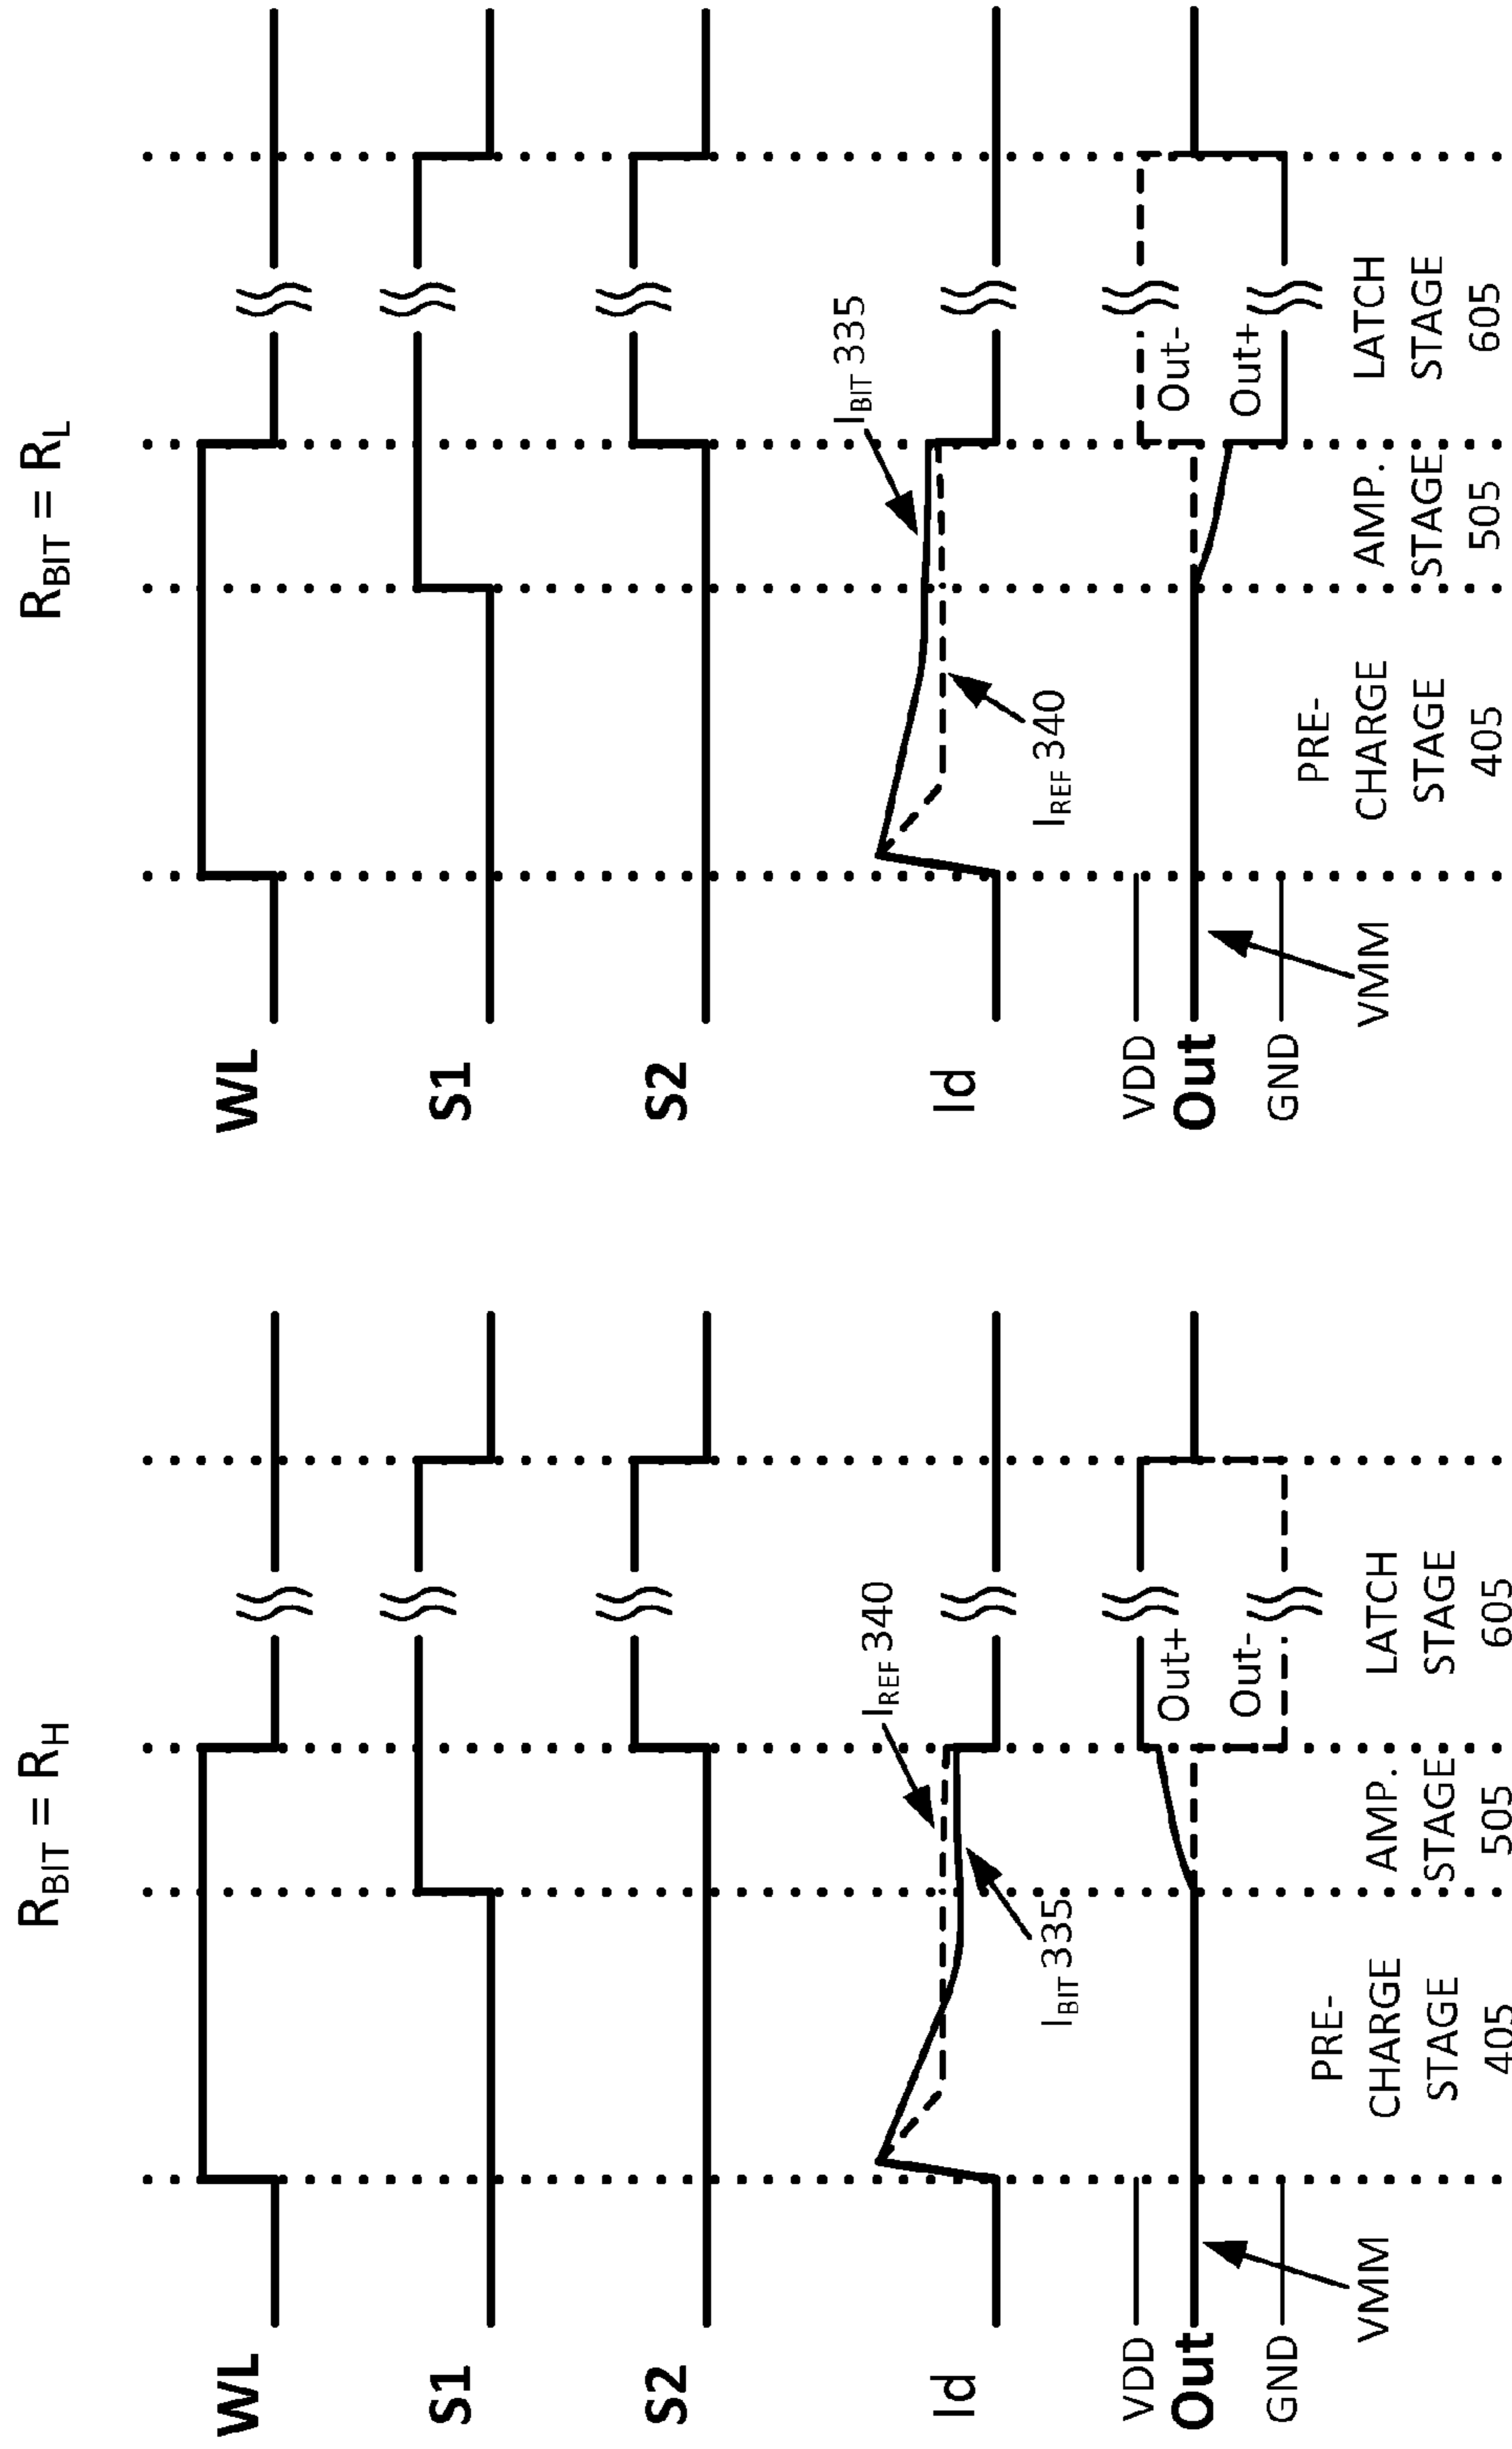 R_BIT = R_H
WL
S1
S2
Id
I_REF 340
I_BIT 335
VDD
Out
GND
VMM
Out+
Out-
PRE-
CHARGE
STAGE
405
AMP.
STAGE
505
LATCH
STAGE
605
R_BIT = R_L
WL
S1
S2
Id
I_BIT 335
I_REF 340
VDD
Out
GND
VMM
Out-
Out+
PRE-
CHARGE
STAGE
405
AMP.
STAGE
505
LATCH
STAGE
605